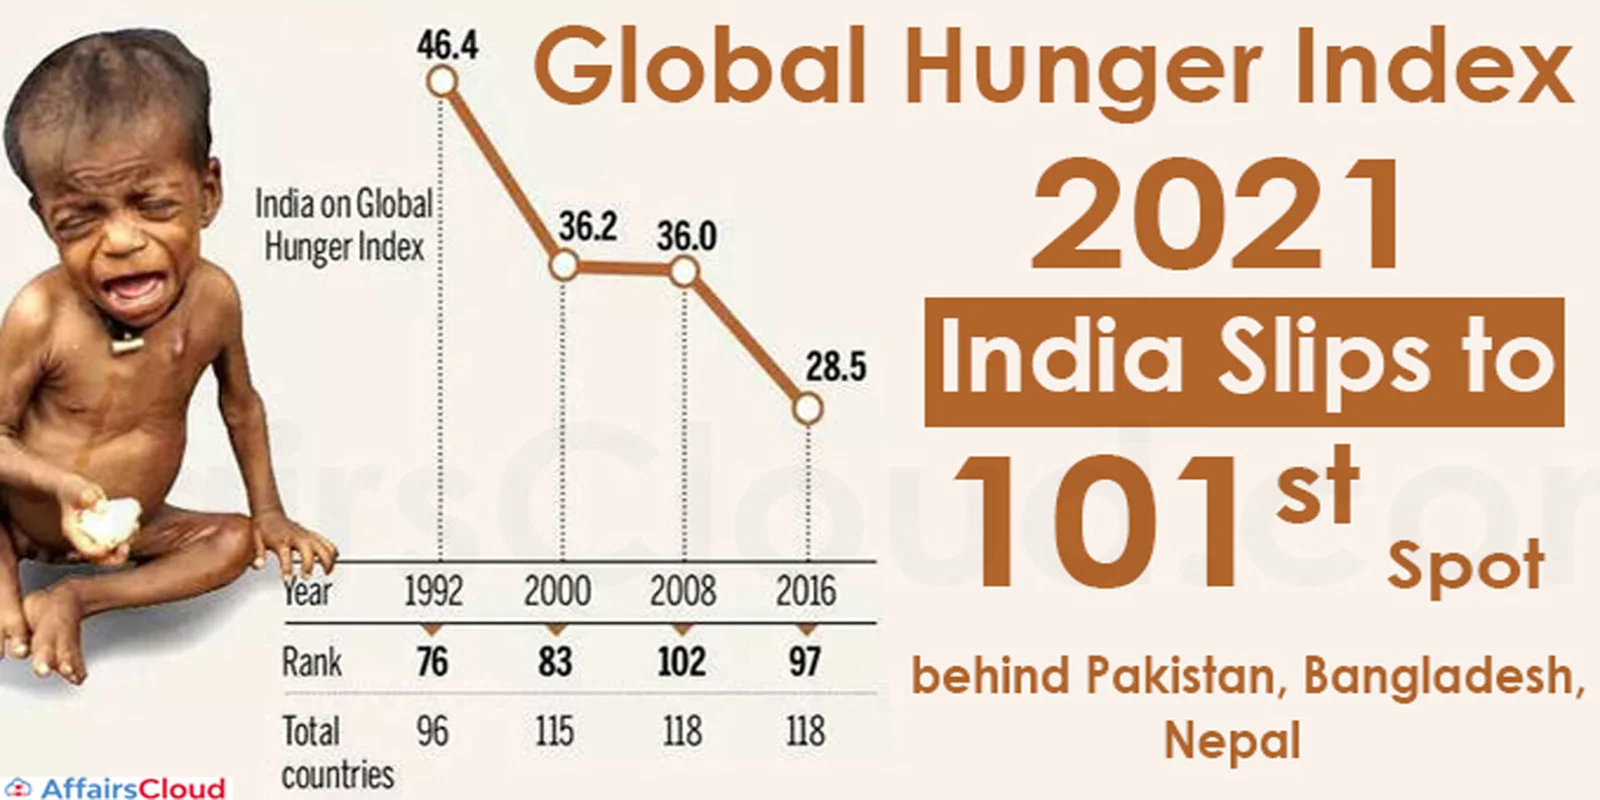 Global Hunger Index
2021
India Slips to
101st Spot
behind Pakistan, Bangladesh,
Nepal
India on Global
Hunger Index
46.4
36.2
36.0
28.5
Year 1992 2000 2008 2016
Rank 76 83 102 97
Total 96 115 118 118
countries
AffairsCloud